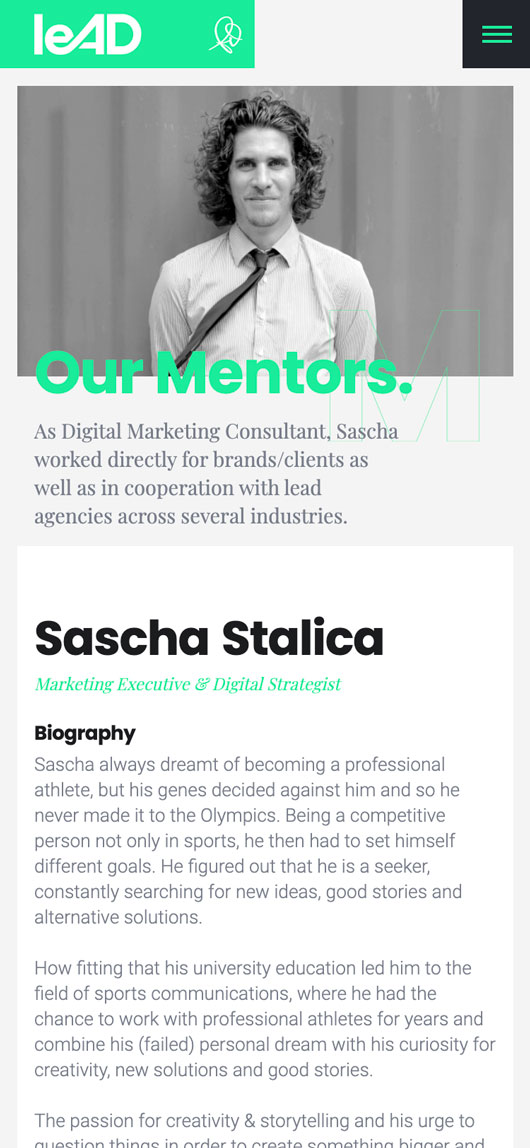 leAD
Our Mentors.
M
As Digital Marketing Consultant, Sascha
worked directly for brands/clients as
well as in cooperation with lead
agencies across several industries.
Sascha Stalica
Marketing Executive & Digital Strategist
Biography
Sascha always dreamt of becoming a professional
athlete, but his genes decided against him and so he
never made it to the Olympics. Being a competitive
person not only in sports, he then had to set himself
different goals. He figured out that he is a seeker,
constantly searching for new ideas, good stories and
alternative solutions.
How fitting that his university education led him to the
field of sports communications, where he had the
chance to work with professional athletes for years and
combine his (failed) personal dream with his curiosity for
creativity, new solutions and good stories.
The passion for creativity & storytelling and his urge to
question things in order to create something bigger and